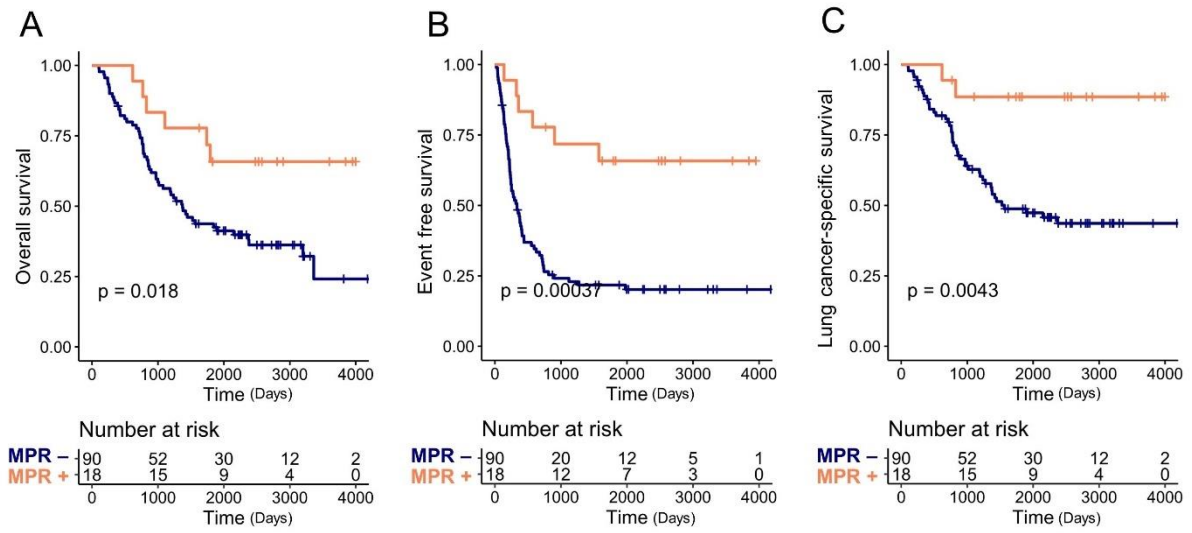 A
Overall survival
1.00
0.75
0.50
0.25
0.00
p = 0.018
0 1000 2000 3000 4000
Time (Days)
Number at risk
MPR – 90 52 30 12 2
MPR + 18 15 9 4 0
0 1000 2000 3000 4000
Time (Days)
B
Event free survival
1.00
0.75
0.50
0.25
0.00
p = 0.00037
0 1000 2000 3000 4000
Time (Days)
Number at risk
MPR – 90 20 12 5 1
MPR + 18 12 7 3 0
0 1000 2000 3000 4000
Time (Days)
C
Lung cancer-specific survival
1.00
0.75
0.50
0.25
0.00
p = 0.0043
0 1000 2000 3000 4000
Time (Days)
Number at risk
MPR – 90 52 30 12 2
MPR + 18 15 9 4 0
0 1000 2000 3000 4000
Time (Days)